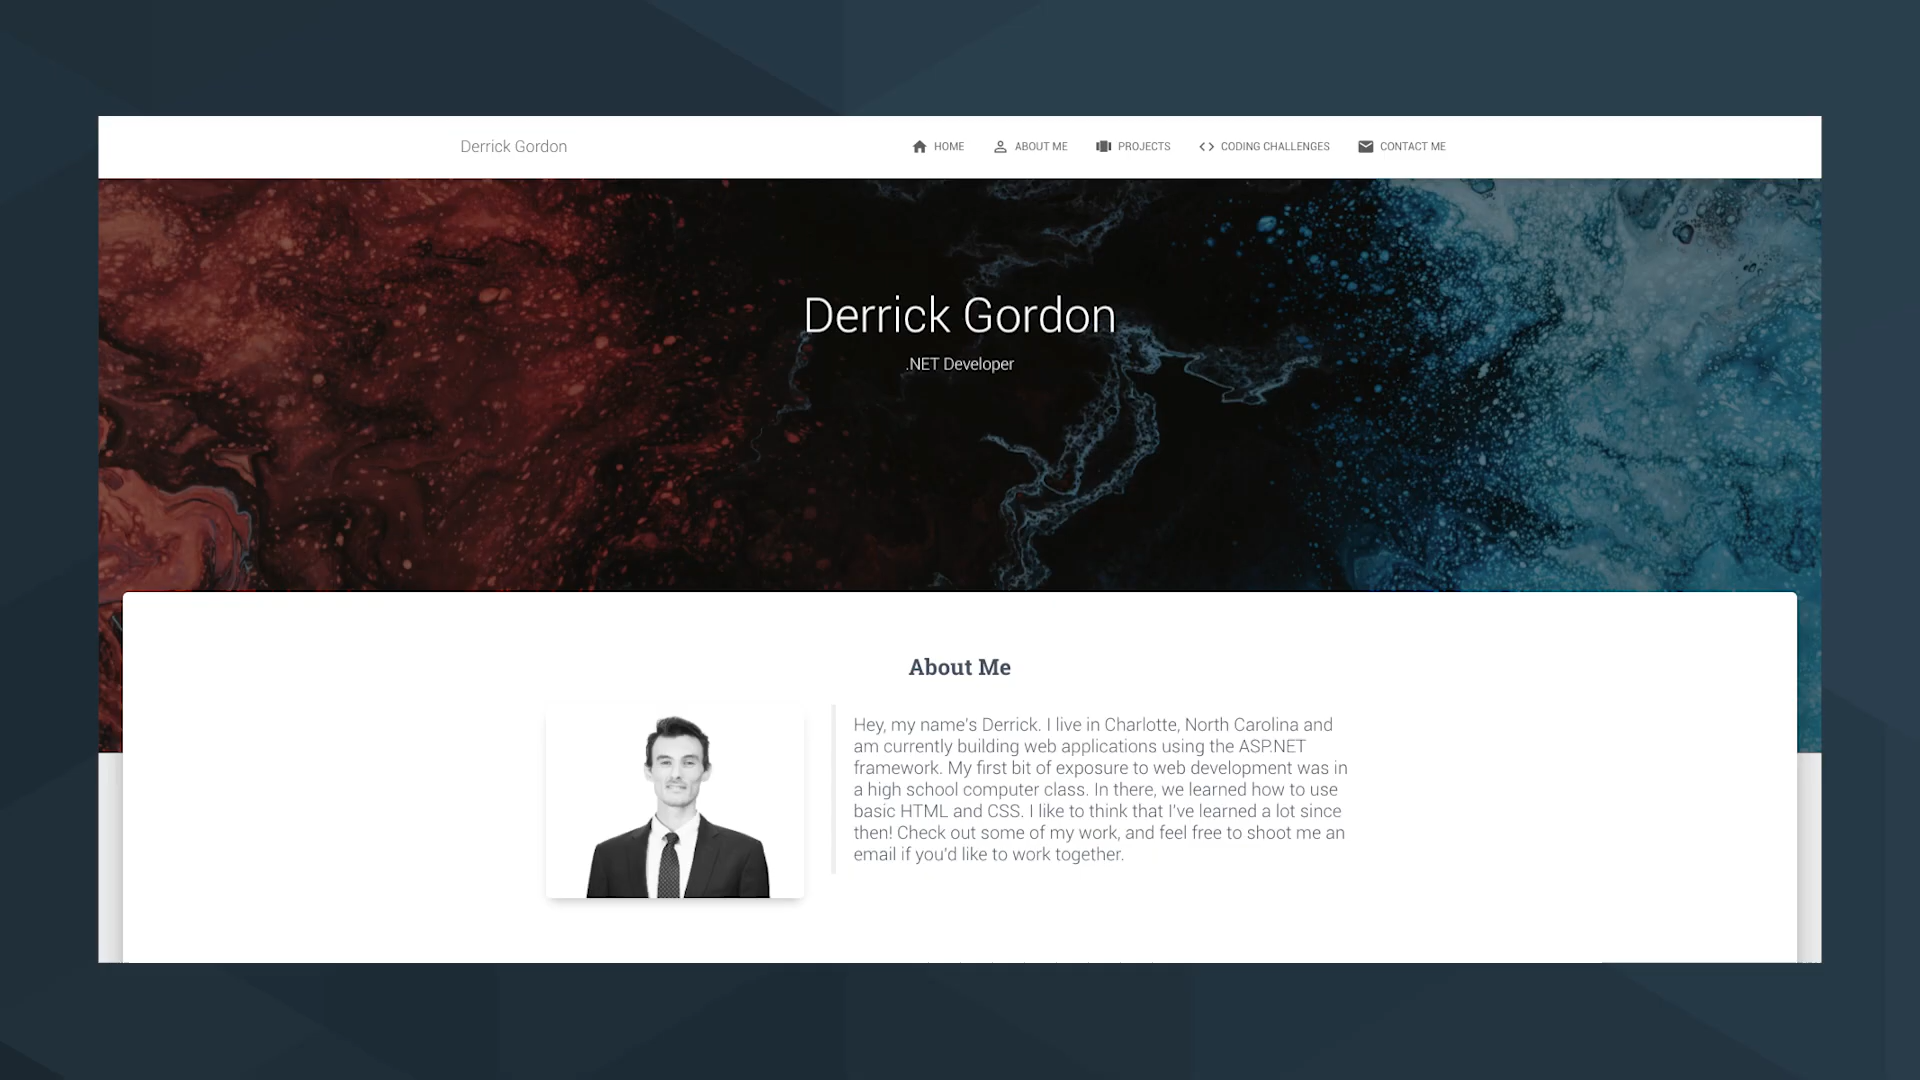 Derrick Gordon
HOME
ABOUT ME
PROJECTS
CODING CHALLENGES
CONTACT ME
Derrick Gordon
.NET Developer
About Me
Hey, my name's Derrick. I live in Charlotte, North Carolina and
am currently building web applications using the ASP.NET
framework. My first bit of exposure to web development was in
a high school computer class. In there, we learned how to use
basic HTML and CSS. I like to think that I've learned a lot since
then! Check out some of my work, and feel free to shoot me an
email if you'd like to work together.